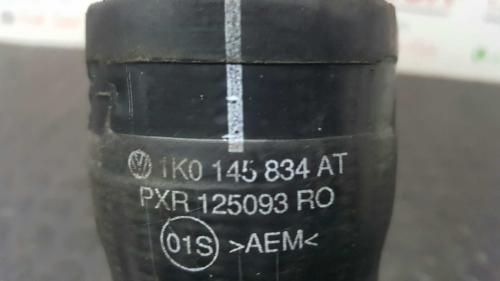 1K0 145 834 AT
PXR 125093 RO
01S >AEM<